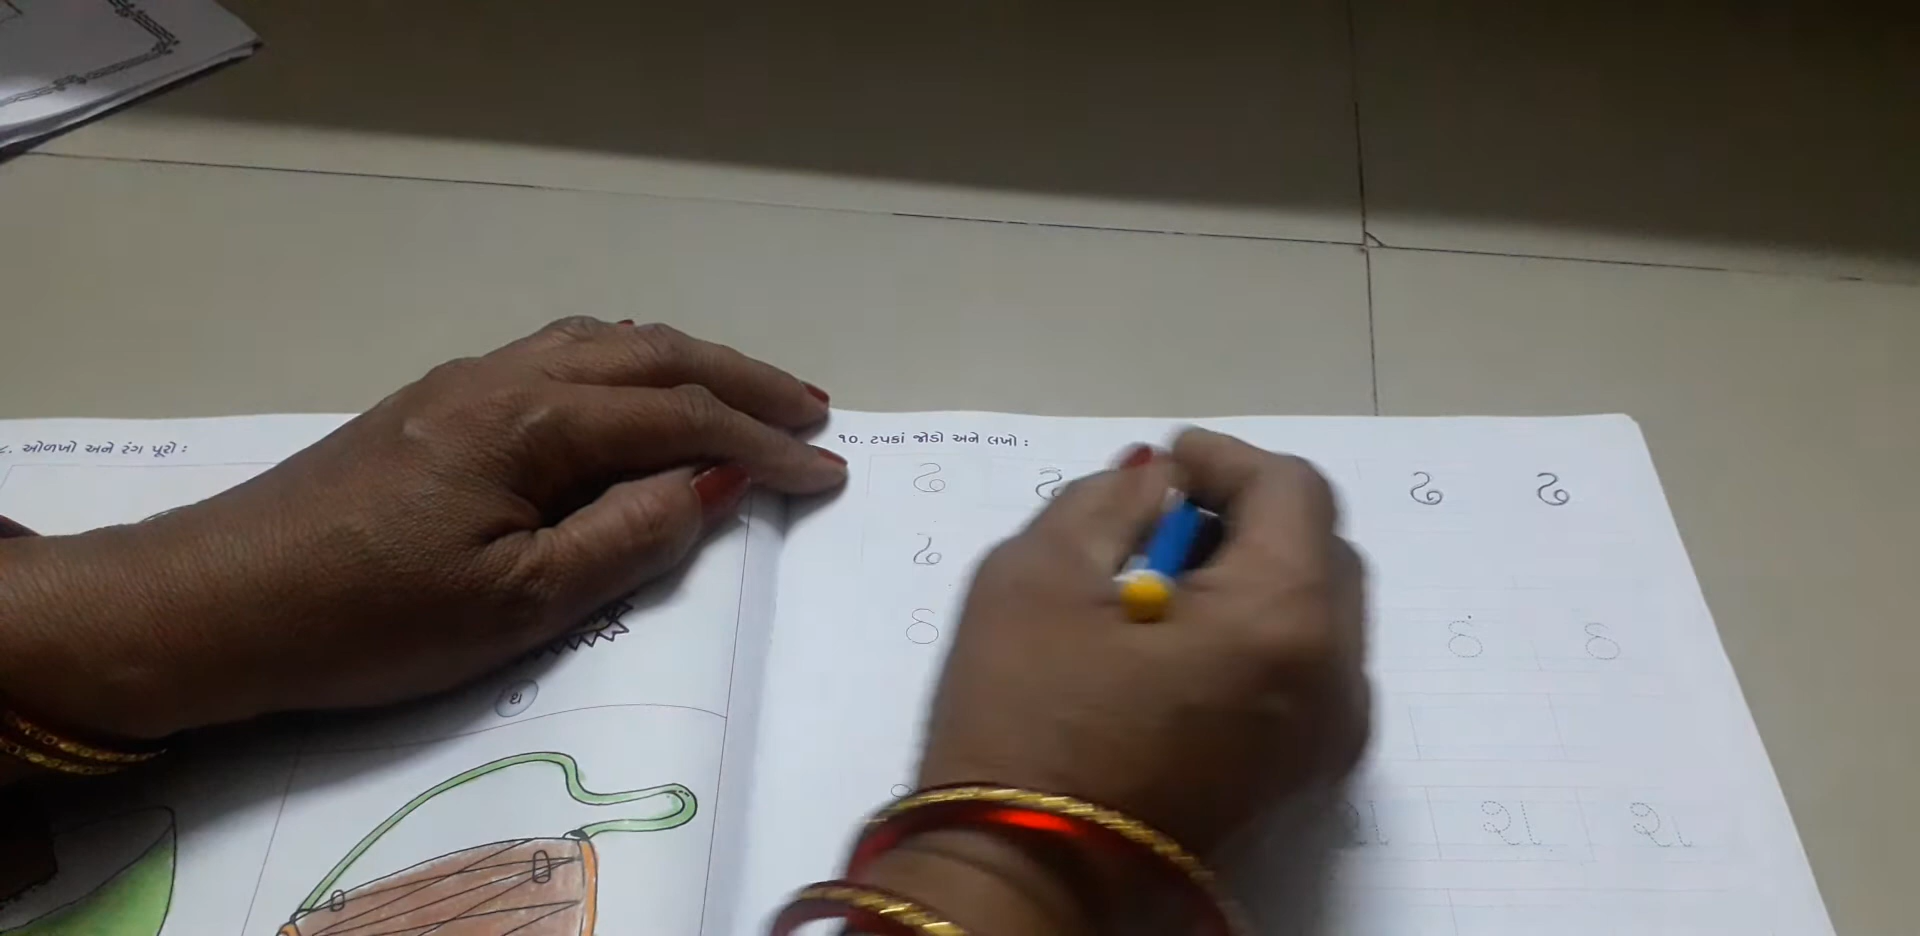 ૮. ઓળખો અને રંગ પૂરો :
થ
૧૦. ટપકાં જોડો અને લખો :
ઢ ઢ ઢ ઢ
ઢ
ઠ ઠ ઠ
શ શ શ